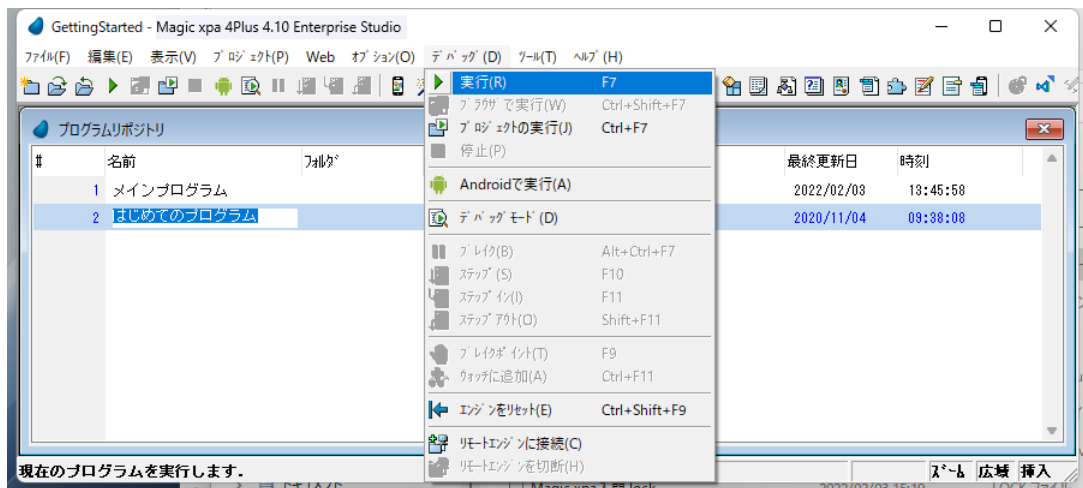 GettingStarted - Magic xpa 4Plus 4.10 Enterprise Studio
ﾌｧｲﾙ(F) 編集(E) 表示(V) ﾌﾟﾛｼﾞｪｸﾄ(P) Web ｵﾌﾟｼｮﾝ(O) ﾃﾞﾊﾞｯｸﾞ(D) ﾂｰﾙ(T) ﾍﾙﾌﾟ(H)
プログラムリポジトリ
# 名前 ﾌｫﾙﾀﾞ 最終更新日 時刻
1 メインプログラム 2022/02/03 13:45:58
2 はじめてのプログラム 2020/11/04 09:38:08
実行(R) F7
ﾌﾞﾗｳｻﾞで実行(W) Ctrl+Shift+F7
ﾌﾟﾛｼﾞｪｸﾄの実行(J) Ctrl+F7
停止(P)
Androidで実行(A)
ﾃﾞﾊﾞｯｸﾞﾓｰﾄﾞ(D)
ﾌﾞﾚｲｸ(B) Alt+Ctrl+F7
ｽﾃｯﾌﾟ(S) F10
ｽﾃｯﾌﾟｲﾝ(I) F11
ｽﾃｯﾌﾟｱｳﾄ(O) Shift+F11
ﾌﾞﾚｲｸﾎﾟｲﾝﾄ(T) F9
ｳｫｯﾁに追加(A) Ctrl+F11
ｴﾝｼﾞﾝをﾘｾｯﾄ(E) Ctrl+Shift+F9
ﾘﾓｰﾄｴﾝｼﾞﾝに接続(C)
ﾘﾓｰﾄｴﾝｼﾞﾝを切断(H)
現在のプログラムを実行します. ｽﾞｰﾑ 広域 挿入